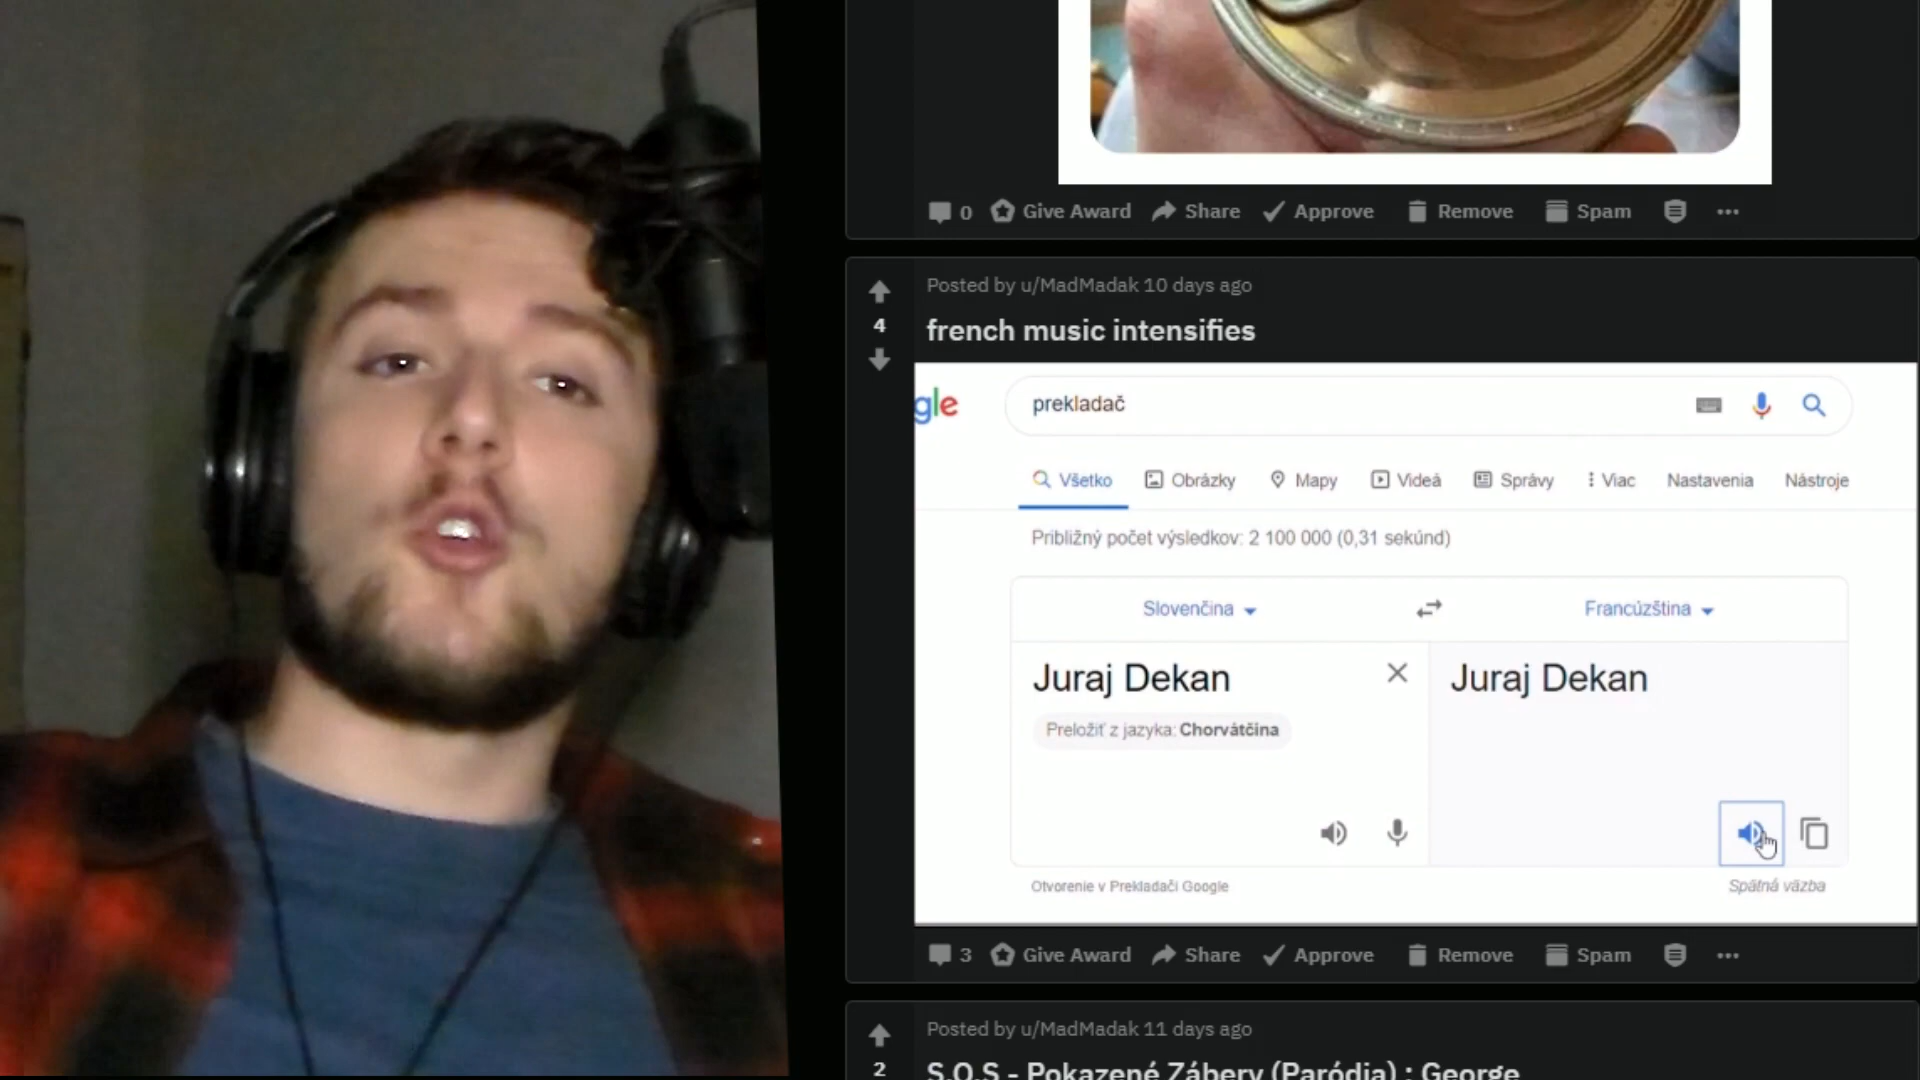 0 Give Award Share Approve Remove Spam
Posted by u/MadMadak 10 days ago
4
french music intensifies
gle prekladač
Všetko Obrázky Mapy Videá Správy Viac Nastavenia Nástroje
Približný počet výsledkov: 2 100 000 (0,31 sekúnd)
Slovenčina Francúzština
Juraj Dekan Juraj Dekan
Preložiť z jazyka: Chorvátčina
Otvorenie v Prekladači Google Spätná väzba
3 Give Award Share Approve Remove Spam
Posted by u/MadMadak 11 days ago
2
S.O.S - Pokazené Zábery (Paródia) : George